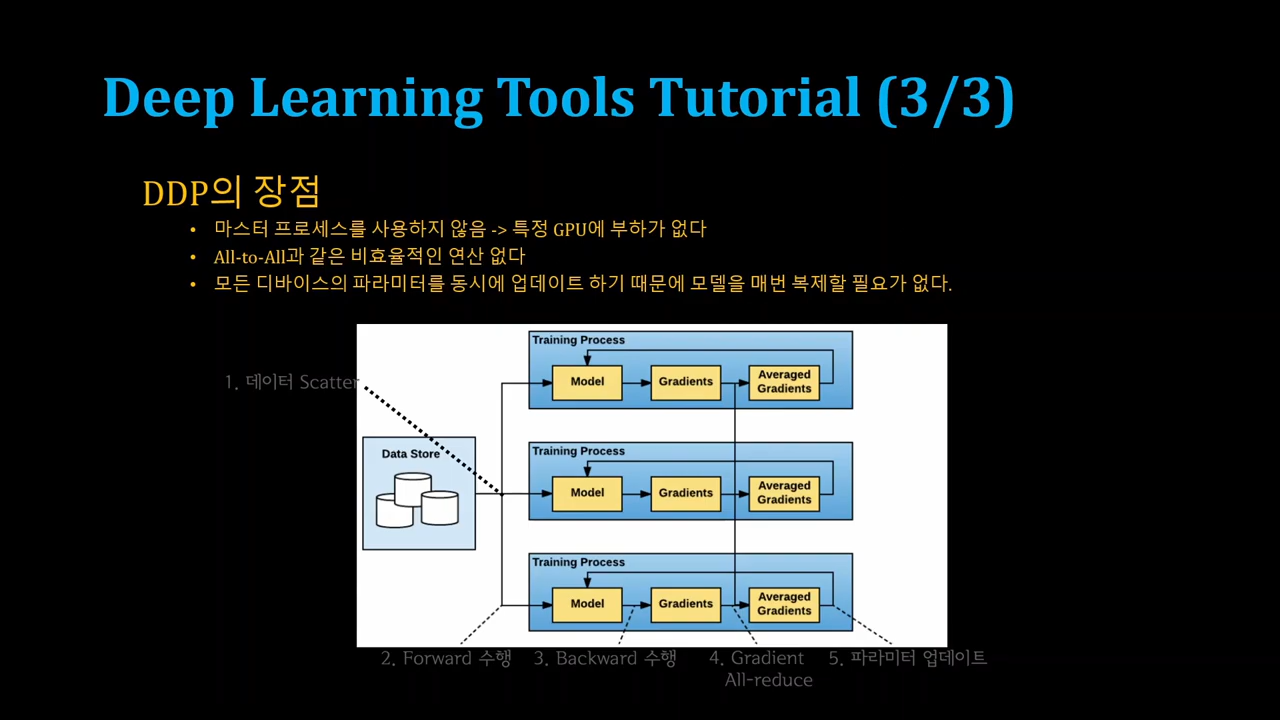 Deep Learning Tools Tutorial (3/3)
DDP의 장점
• 마스터 프로세스를 사용하지 않음 -> 특정 GPU에 부하가 없다
• All-to-All과 같은 비효율적인 연산 없다
• 모든 디바이스의 파라미터를 동시에 업데이트 하기 때문에 모델을 매번 복제할 필요가 없다.
1. 데이터 Scatter
Data Store
Training Process
Model
Gradients
Averaged
Gradients
Training Process
Model
Gradients
Averaged
Gradients
Training Process
Model
Gradients
Averaged
Gradients
2. Forward 수행
3. Backward 수행
4. Gradient
All-reduce
5. 파라미터 업데이트